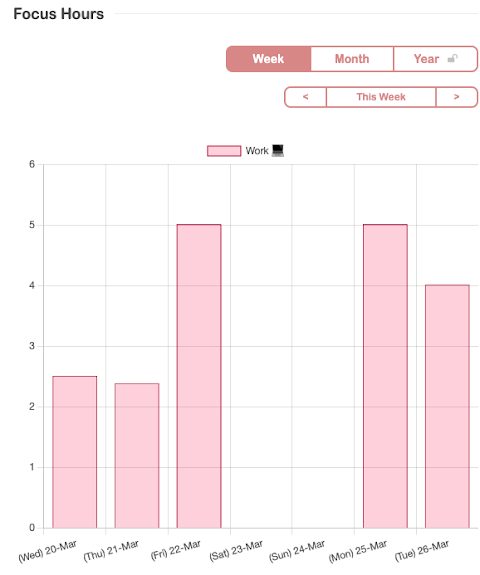 Focus Hours
Week Month Year
< This Week >
Work
6
5
4
3
2
1
0
(Wed) 20-Mar (Thu) 21-Mar (Fri) 22-Mar (Sat) 23-Mar (Sun) 24-Mar (Mon) 25-Mar (Tue) 26-Mar